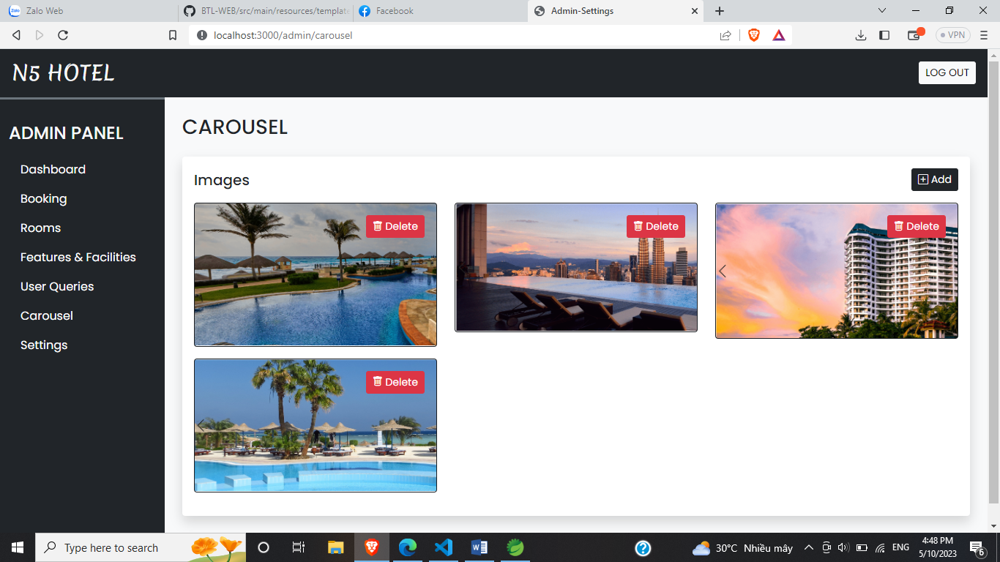 Zalo Web
BTL-WEB/src/main/resources/template
Facebook
Admin-Settings
localhost:3000/admin/carousel
VPN
N5 HOTEL
LOG OUT
ADMIN PANEL
Dashboard
Booking
Rooms
Features & Facilities
User Queries
Carousel
Settings
CAROUSEL
Images
Add
Delete
Delete
Delete
Delete
Type here to search
30°C Nhiều mây
ENG
4:48 PM
5/10/2023
6